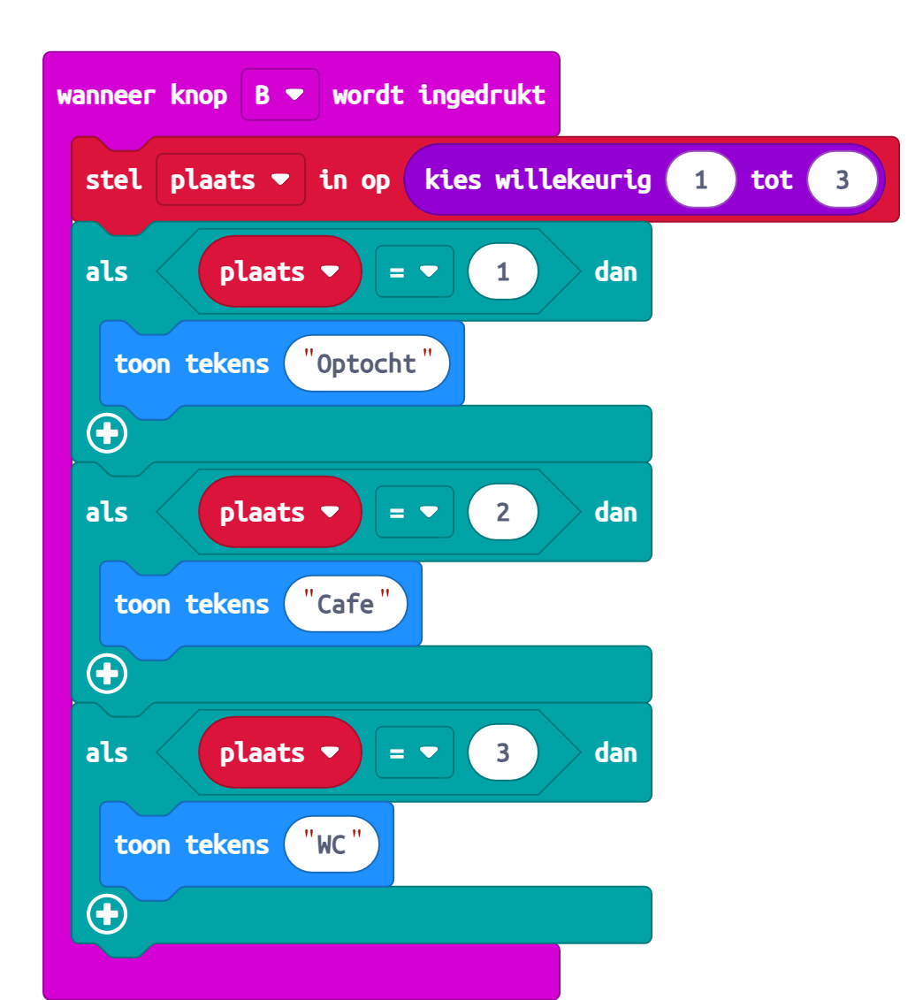 wanneer knop B wordt ingedrukt
stel plaats in op kies willekeurig 1 tot 3
als plaats = 1 dan
toon tekens "Optocht"
als plaats = 2 dan
toon tekens "Cafe"
als plaats = 3 dan
toon tekens "WC"